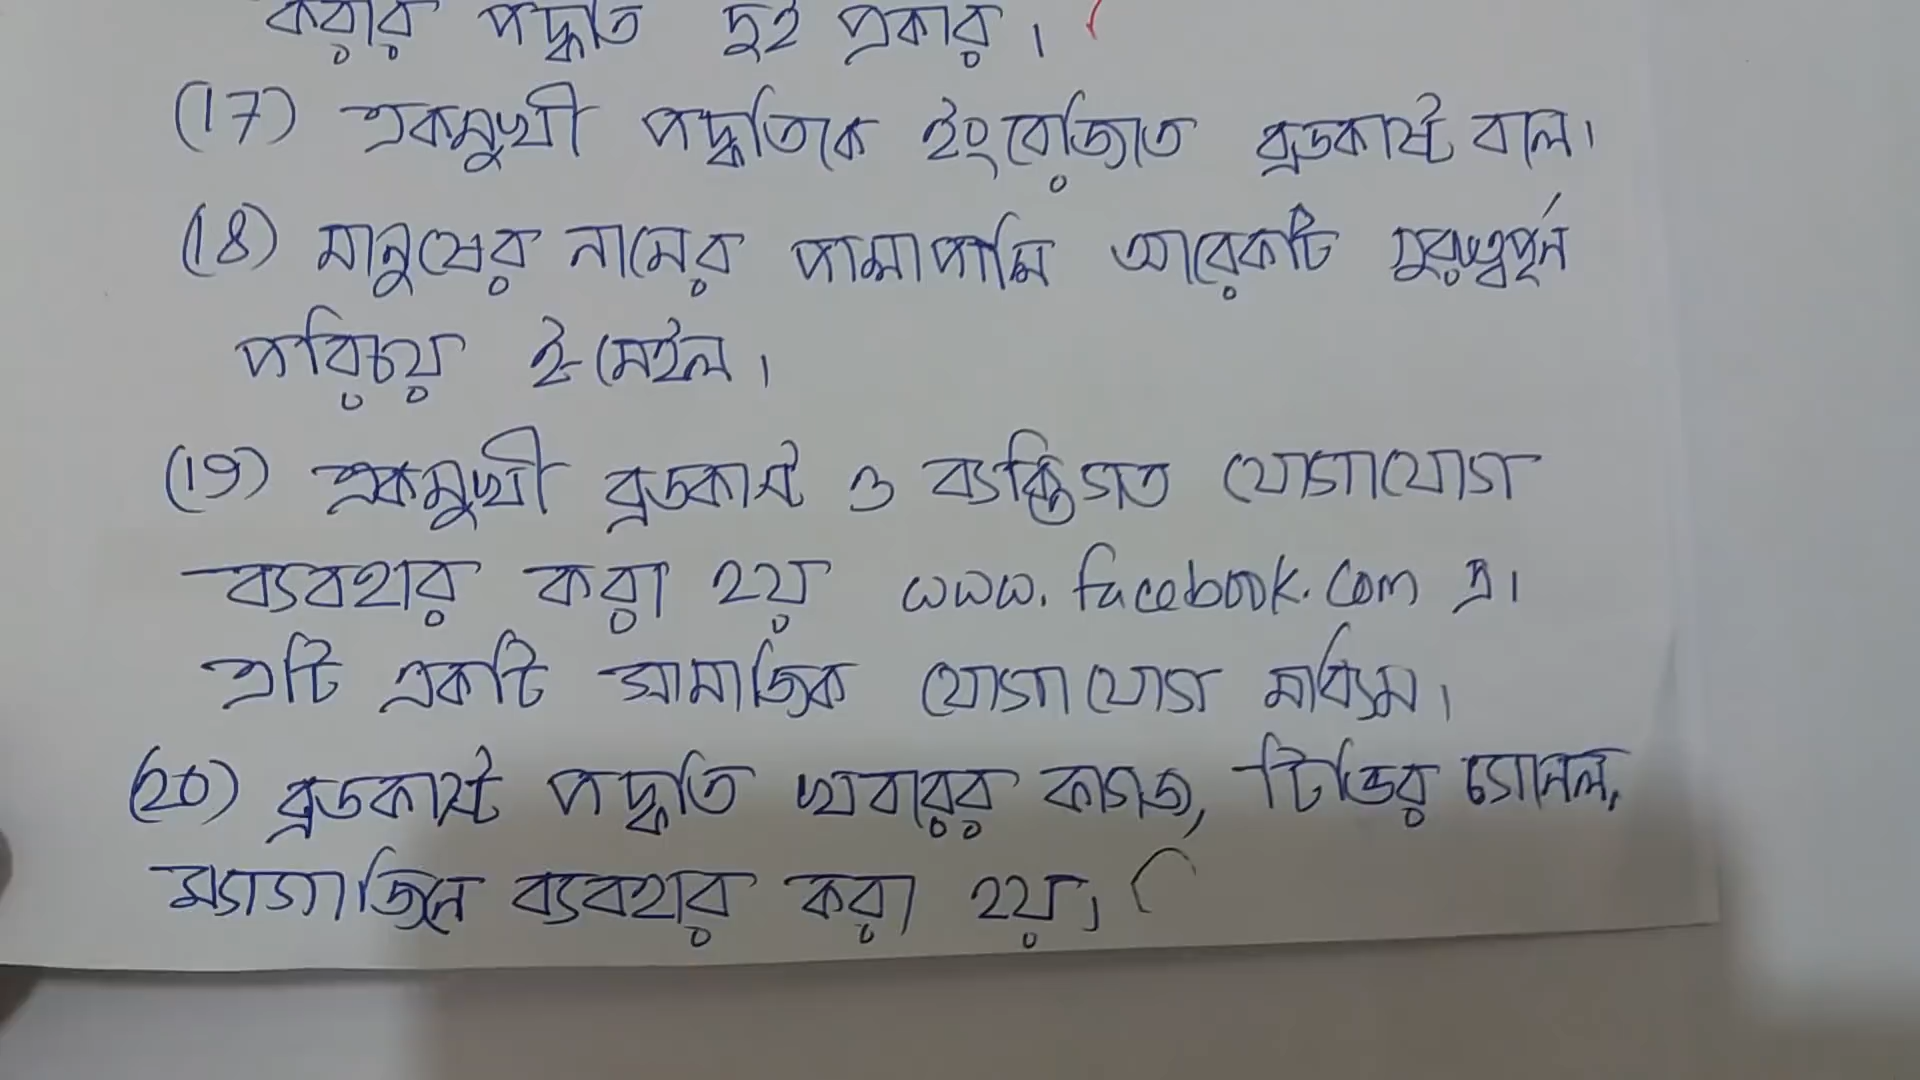 করার পদ্ধতি দুই প্রকার।
(17) একমুখী পদ্ধতিকে ইংরেজিতে ব্রডকাষ্ট বলে।
(18) মানুষের নামের পাশাপাশি আরেকটি গুরুত্বপূর্ন
পরিচয় ই-মেইল।
(19) একমুখী ব্রডকাষ্ট ও ব্যক্তিগত যোগাযোগ
ব্যবহার করা হয় www.facebook.com এ।
এটি একটি সামাজিক যোগাযোগ মাধ্যম।
(20) ব্রডকাষ্ট পদ্ধতি খবরের কাগজ, টিভির চ্যানেল,
ম্যাগাজিনে ব্যবহার করা হয়।